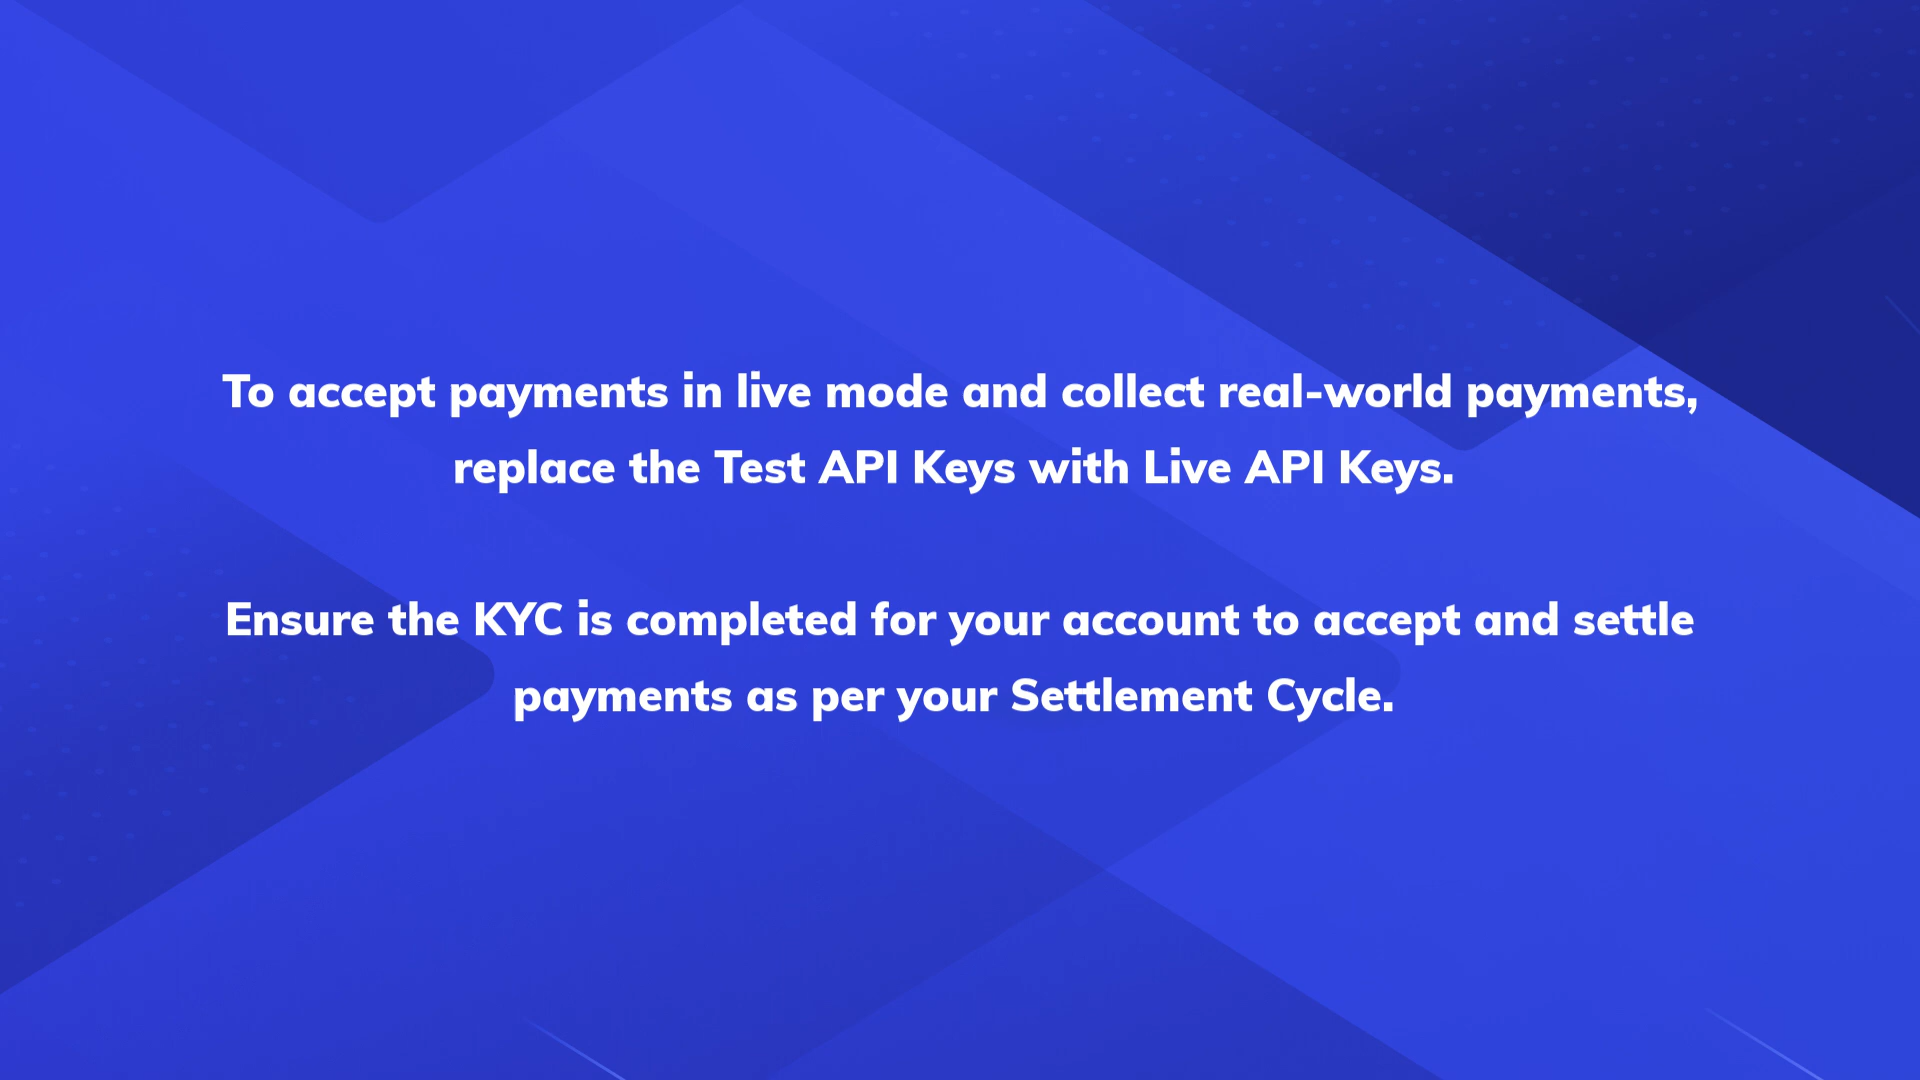 To accept payments in live mode and collect real-world payments,
replace the Test API Keys with Live API Keys.
Ensure the KYC is completed for your account to accept and settle
payments as per your Settlement Cycle.